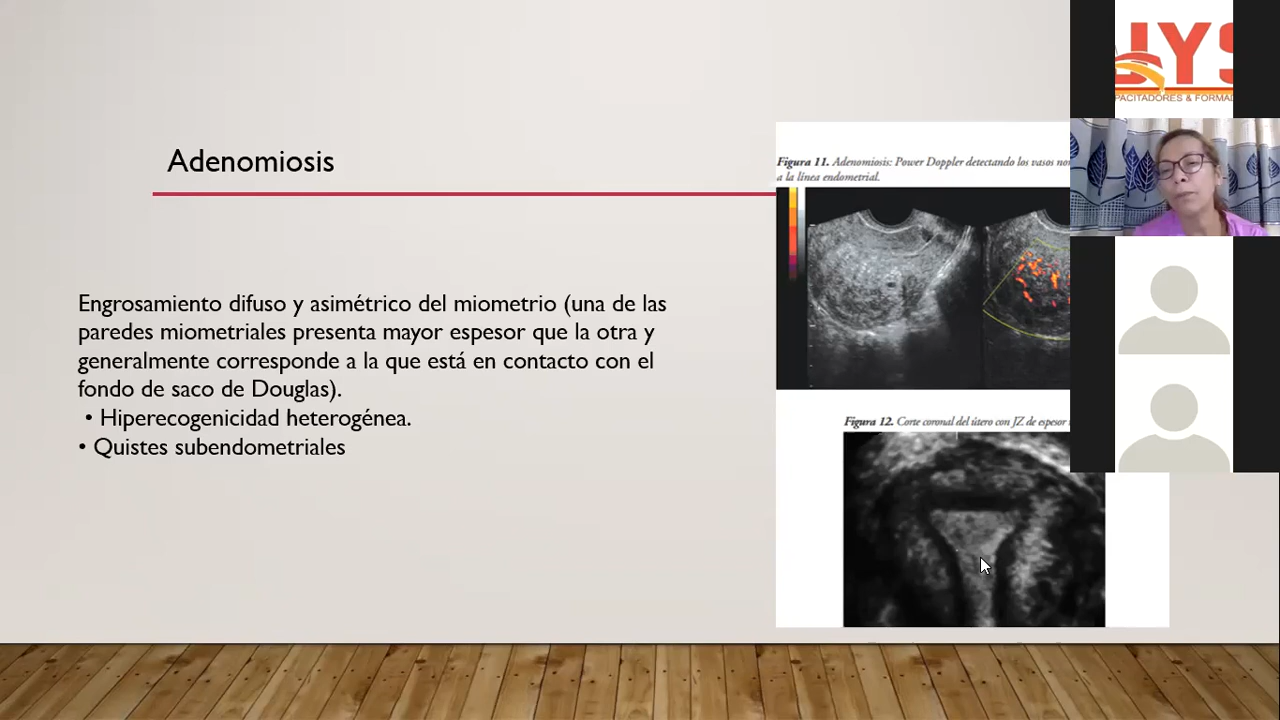 Adenomiosis
Engrosamiento difuso y asimétrico del miometrio (una de las
paredes miometriales presenta mayor espesor que la otra y
generalmente corresponde a la que está en contacto con el
fondo de saco de Douglas).
• Hiperecogenicidad heterogénea.
• Quistes subendometriales
Figura 11. Adenomiosis: Power Doppler detectando los vasos
a la línea endometrial.
Figura 12. Corte coronal del útero con JZ de espesor
JYS
PACITADORES & FORMAD